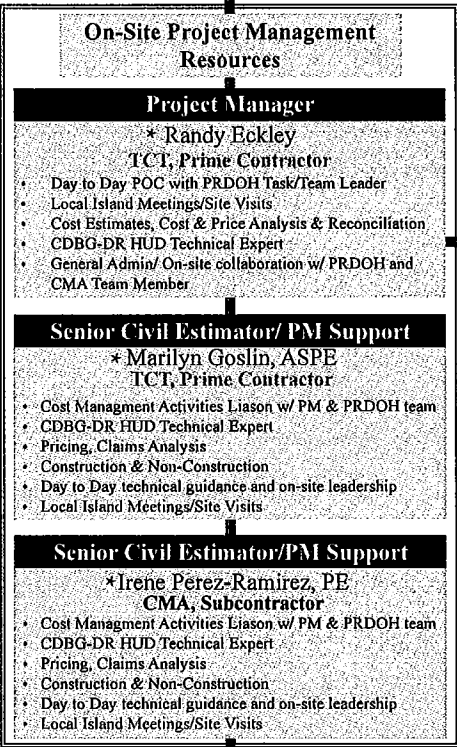 On-Site Project Management
Resources
Project Manager
* Randy Eckley
TCT, Prime Contractor
• Day to Day POC with PRDOH Task/Team Leader
• Local Island Meetings/Site Visits
• Cost Estimates, Cost & Price Analysis & Reconciliation
• CDBG-DR HUD Technical Expert
• General Admin/ On-site collaboration w/ PRDOH and
CMA Team Member
Senior Civil Estimator/ PM Support
* Marilyn Goslin, ASPE
TCT, Prime Contractor
• Cost Managment Activities Liason w/ PM & PRDOH team
• CDBG-DR HUD Technical Expert
• Pricing, Claims Analysis
• Construction & Non-Construction
• Day to Day technical guidance and on-site leadership
• Local Island Meetings/Site Visits
Senior Civil Estimator/PM Support
*Irene Perez-Ramirez, PE
CMA, Subcontractor
• Cost Managment Activities Liason w/ PM & PRDOH team
• CDBG-DR HUD Technical Expert
• Pricing, Claims Analysis
• Construction & Non-Construction
• Day to Day technical guidance and on-site leadership
• Local Island Meetings/Site Visits